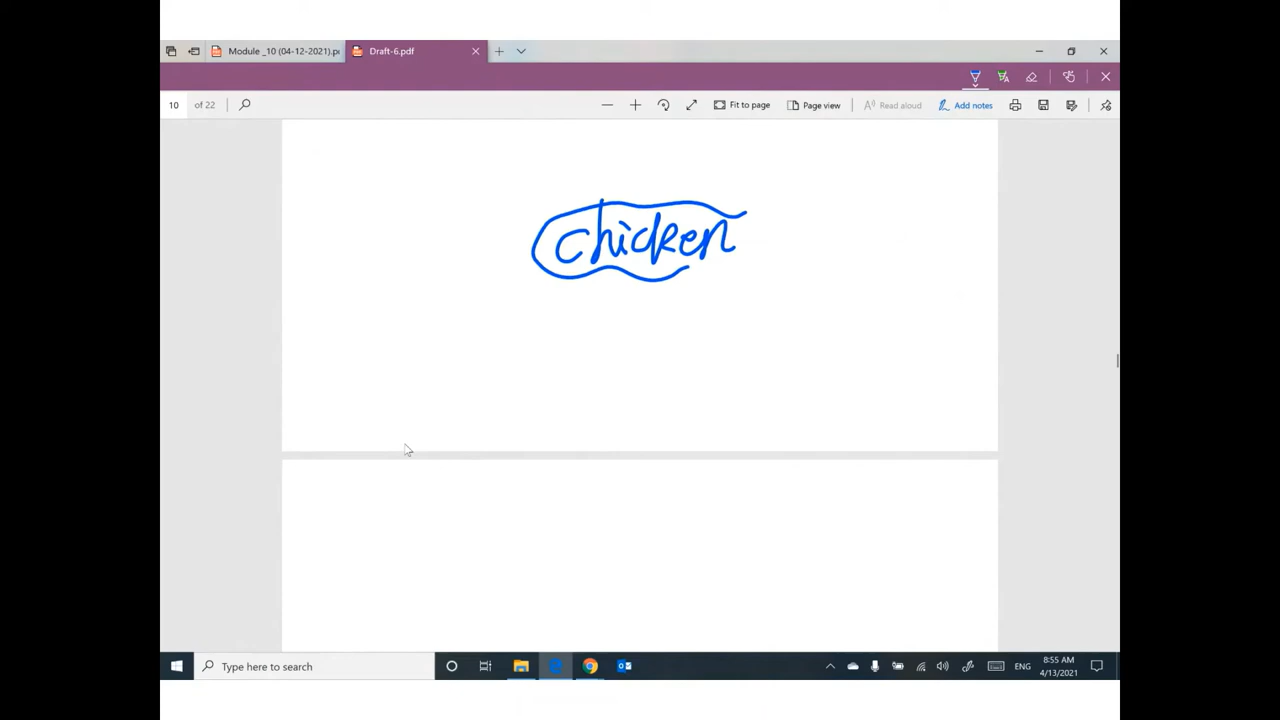 Module _10 (04-12-2021).p
Draft-6.pdf
10 of 22
Fit to page
Page view
Read aloud
Add notes
chicken
Type here to search
ENG
8:55 AM
4/13/2021